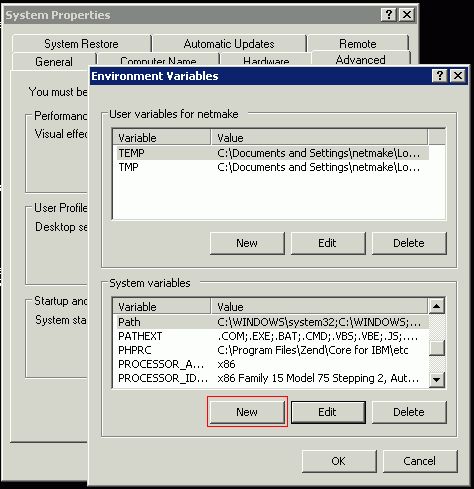 System Properties
System Restore Automatic Updates Remote
General Computer Name Hardware Advanced
Environment Variables
You must be
Performanc
Visual effec
User Profile
Desktop se
Startup and
System sta
User variables for netmake
Variable Value
TEMP C:\Documents and Settings\netmake\Lo...
TMP C:\Documents and Settings\netmake\Lo...
New Edit Delete
System variables
Variable Value
Path C:\WINDOWS\system32;C:\WINDOWS;...
PATHEXT .COM;.EXE;.BAT;.CMD;.VBS;.VBE;.JS;....
PHPRC C:\Program Files\Zend\Core for IBM\etc
PROCESSOR_A... x86
PROCESSOR_ID... x86 Family 15 Model 75 Stepping 2, Aut...
New Edit Delete
OK Cancel